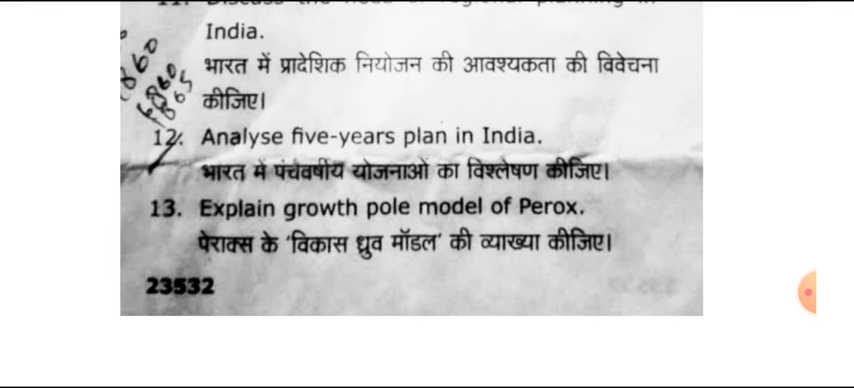 India.
भारत में प्रादेशिक नियोजन की आवश्यकता की विवेचना
कीजिए।
12. Analyse five-years plan in India.
भारत में पंचवर्षीय योजनाओं का विश्लेषण कीजिए।
13. Explain growth pole model of Perox.
पेराक्स के 'विकास ध्रुव मॉडल' की व्याख्या कीजिए।
23532